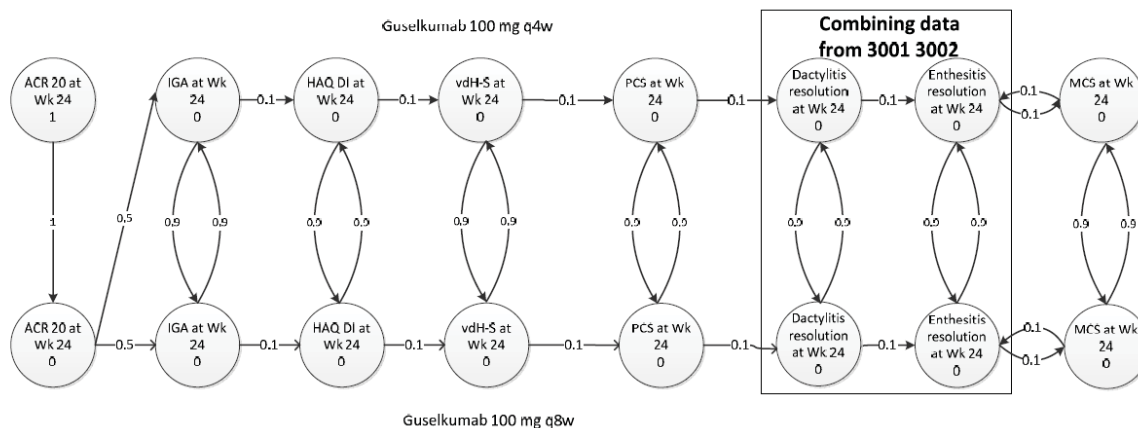 Guselkumab 100 mg q4w
Combining data
from 3001 3002
ACR 20 at
Wk 24
1
IGA at Wk
24
0
HAQ DI at
Wk 24
0
vdH-S at
Wk 24
0
PCS at Wk
24
0
Dactylitis
resolution
at Wk 24
0
Enthesitis
resolution
at Wk 24
0
MCS at Wk
24
0
0.1
0.1
0.1
0.1
0.1
0.1
0.1
1
0.5
0.9
0.9
0.9
0.9
0.9
0.9
0.9
0.9
0.9
0.9
0.9
0.9
0.9
0.9
ACR 20 at
Wk 24
0
IGA at Wk
24
0
HAQ DI at
Wk 24
0
vdH-S at
Wk 24
0
PCS at Wk
24
0
Dactylitis
resolution
at Wk 24
0
Enthesitis
resolution
at Wk 24
0
MCS at Wk
24
0
0.5
0.1
0.1
0.1
0.1
0.1
0.1
0.1
Guselkumab 100 mg q8w